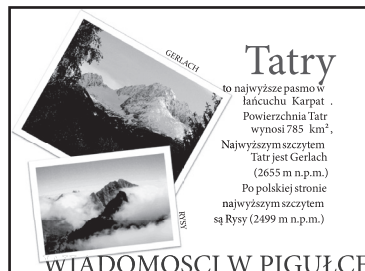 GERLACH
Tatry
to najwyższe pasmo w
łańcuchu Karpat .
Powierzchnia Tatr
wynosi 785 km²,
Najwyższym szczytem
Tatr jest Gerlach
(2655 m n.p.m.)
Po polskiej stronie
najwyższym szczytem
są Rysy (2499 m n.p.m.)
RYSY
WIADOMOŚCI W PIGUŁCE